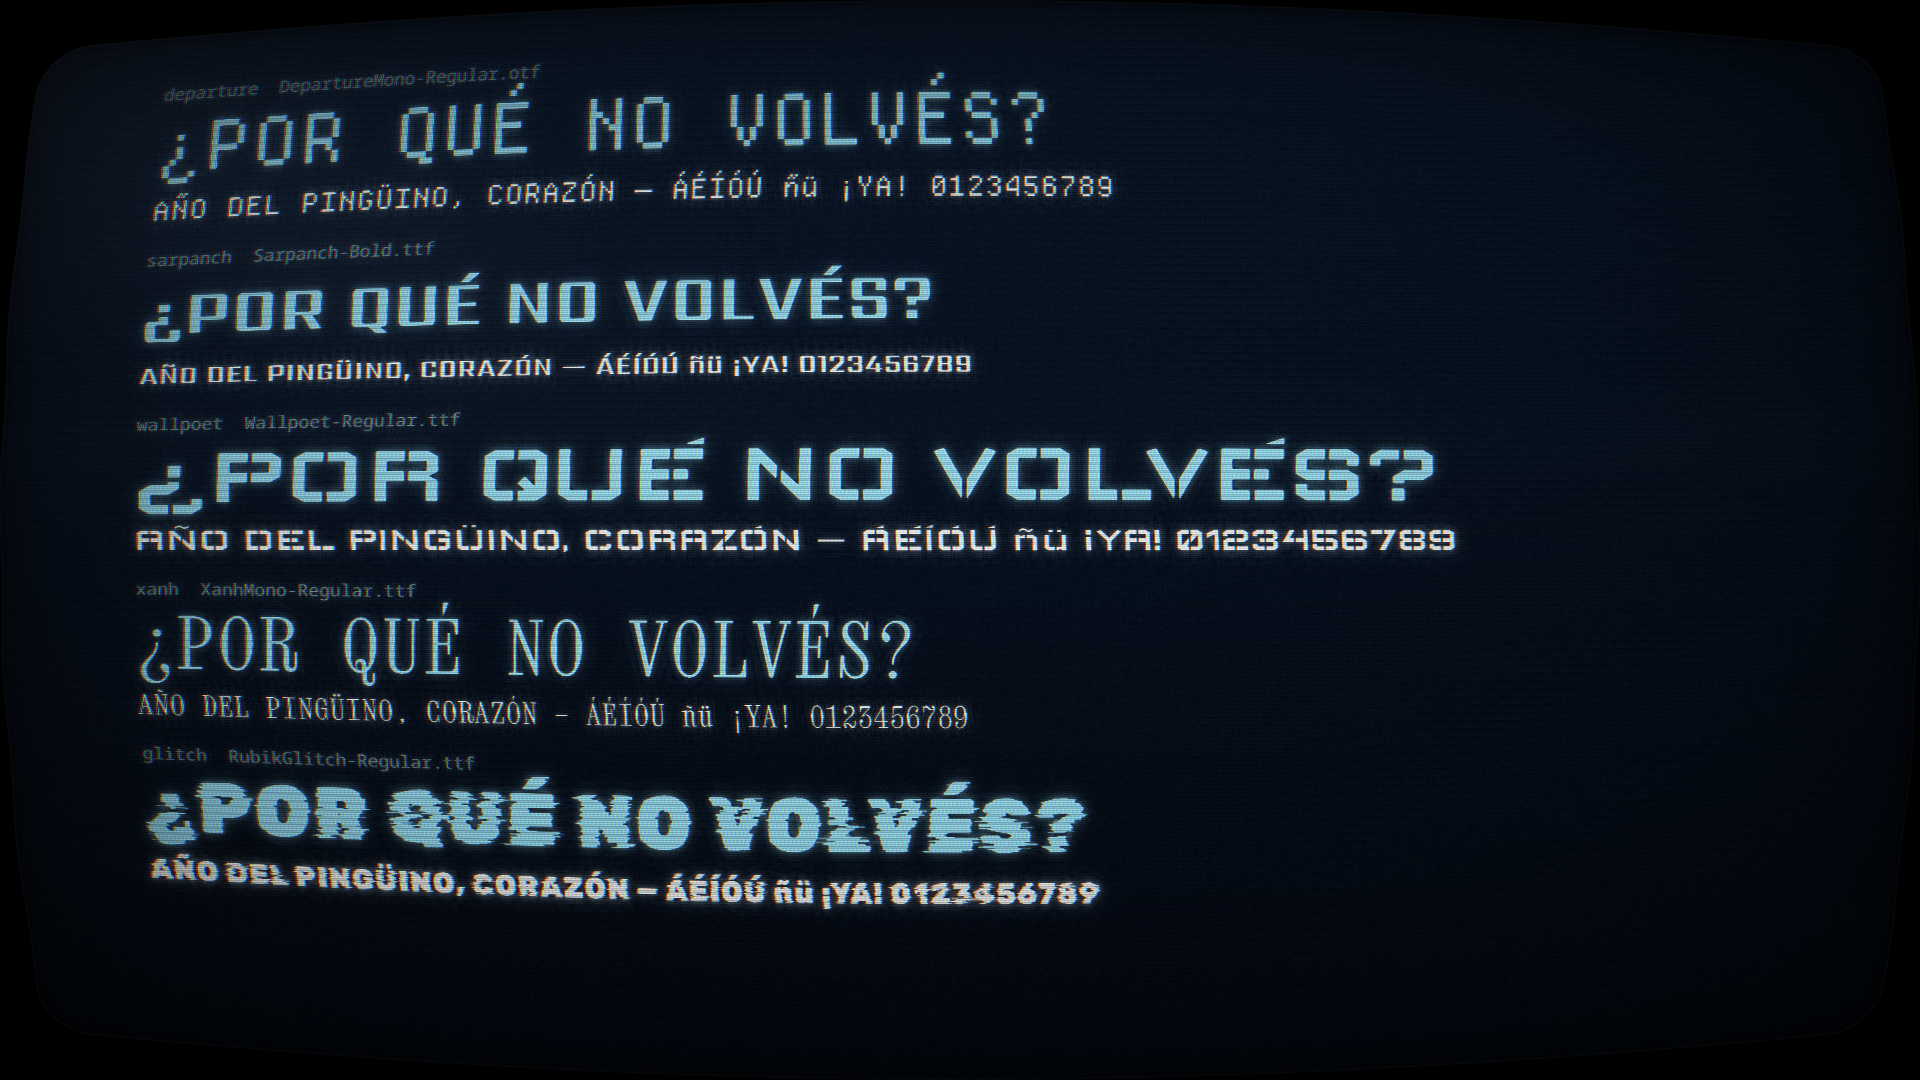 departure DepartureMono-Regular.otf
¿POR QUÉ NO VOLVÉS?
AÑO DEL PINGÜINO, CORAZÓN — ÁÉÍÓÚ ñü ¡YA! 0123456789
sarpanch Sarpanch-Bold.ttf
¿POR QUÉ NO VOLVÉS?
AÑO DEL PINGÜINO, CORAZÓN — ÁÉÍÓÚ ñü ¡YA! 0123456789
wallpoet Wallpoet-Regular.ttf
¿POR QUÉ NO VOLVÉS?
AÑO DEL PINGÜINO, CORAZÓN — ÁÉÍÓÚ ñü ¡YA! 0123456789
xanh XanhMono-Regular.ttf
¿POR QUÉ NO VOLVÉS?
AÑO DEL PINGÜINO, CORAZÓN — ÁÉÍÓÚ ñü ¡YA! 0123456789
glitch RubikGlitch-Regular.ttf
¿POR QUÉ NO VOLVÉS?
AÑO DEL PINGÜINO, CORAZÓN — ÁÉÍÓÚ ñü ¡YA! 0123456789